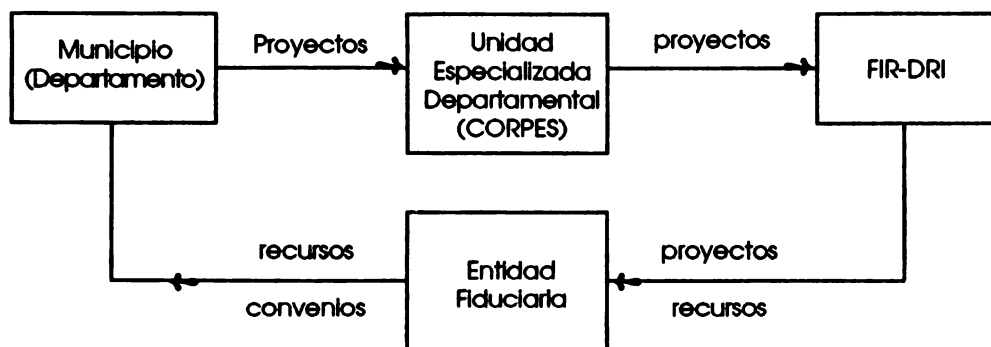 Municipio
(Departamento)
Proyectos
Unidad
Especializada
Departamental
(CORPES)
proyectos
FIR-DRI
recursos
convenios
Entidad
Fiduciaria
proyectos
recursos